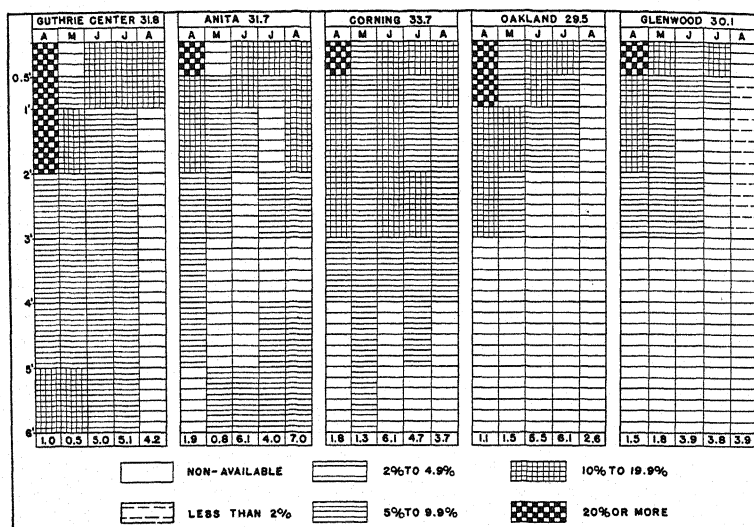 GUTHRIE CENTER 31.8 ANITA 31.7 CORNING 33.7 OAKLAND 29.5 GLENWOOD 30.1
A M J J A A M J J A A M J J A A M J J A A M J J A
0.5'
1'
2'
3'
4'
5'
6'
1.0 0.5 5.0 5.1 4.2 1.9 0.8 6.1 4.0 7.0 1.8 1.3 6.1 4.7 3.7 1.1 1.5 5.5 6.1 2.6 1.5 1.8 3.9 3.8 3.9
NON-AVAILABLE 2% TO 4.9% 10% TO 19.9%
LESS THAN 2% 5% TO 9.9% 20% OR MORE